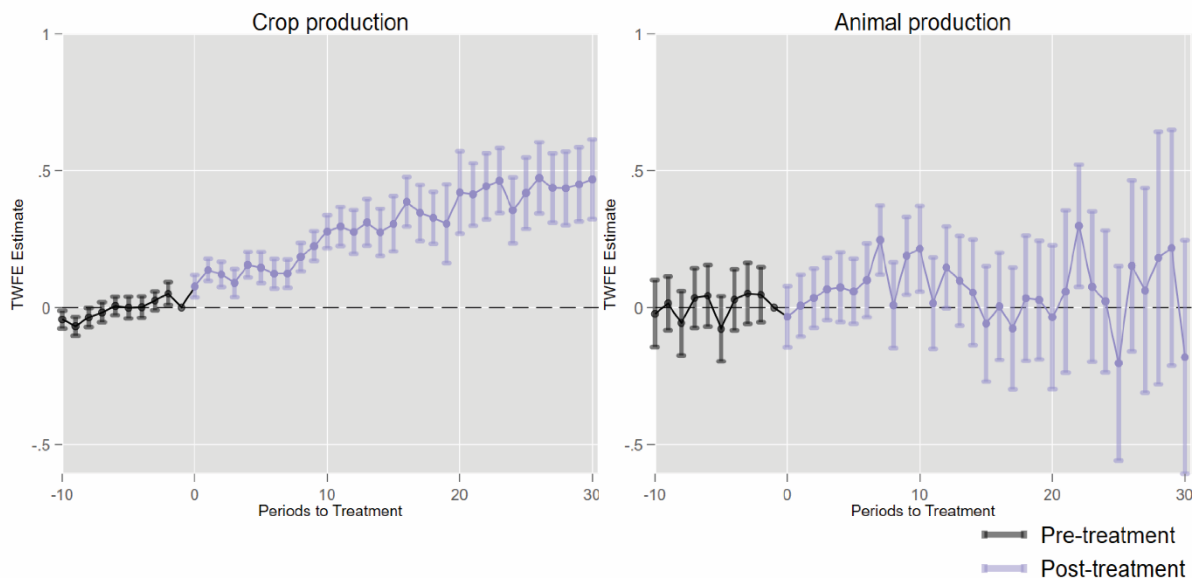 Crop production
1
.5
0
-.5
TWFE Estimate
-10
0
10
20
30
Periods to Treatment
Animal production
1
.5
0
-.5
TWFE Estimate
-10
0
10
20
30
Periods to Treatment
Pre-treatment
Post-treatment